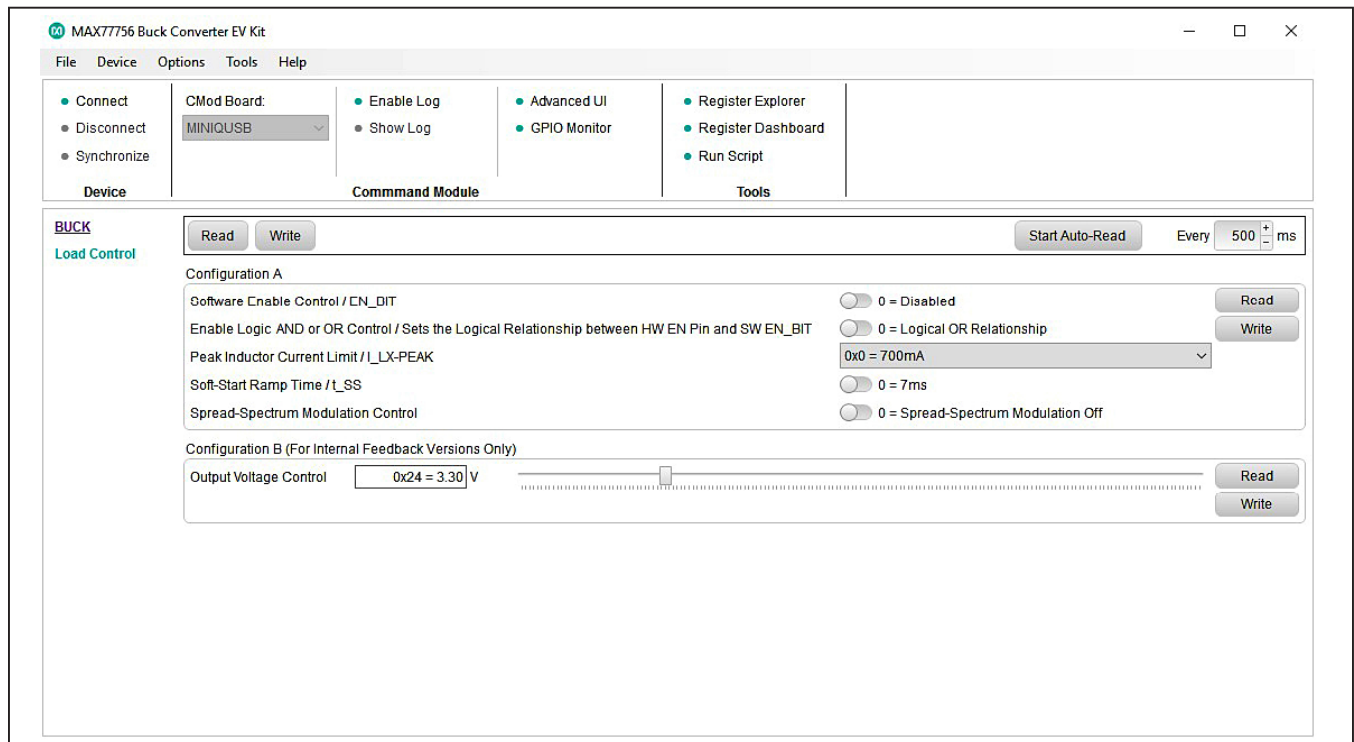 MAX77756 Buck Converter EV Kit
File Device Options Tools Help
Connect
Disconnect
Synchronize
Device
CMod Board:
MINIQUSB
Enable Log
Show Log
Advanced UI
GPIO Monitor
Commmand Module
Register Explorer
Register Dashboard
Run Script
Tools
BUCK
Load Control
Read Write Start Auto-Read Every 500 + - ms
Configuration A
Software Enable Control / EN_BIT 0 = Disabled Read
Enable Logic AND or OR Control / Sets the Logical Relationship between HW EN Pin and SW EN_BIT 0 = Logical OR Relationship Write
Peak Inductor Current Limit / I_LX-PEAK 0x0 = 700mA
Soft-Start Ramp Time / t_SS 0 = 7ms
Spread-Spectrum Modulation Control 0 = Spread-Spectrum Modulation Off
Configuration B (For Internal Feedback Versions Only)
Output Voltage Control 0x24 = 3.30 V Read
Write